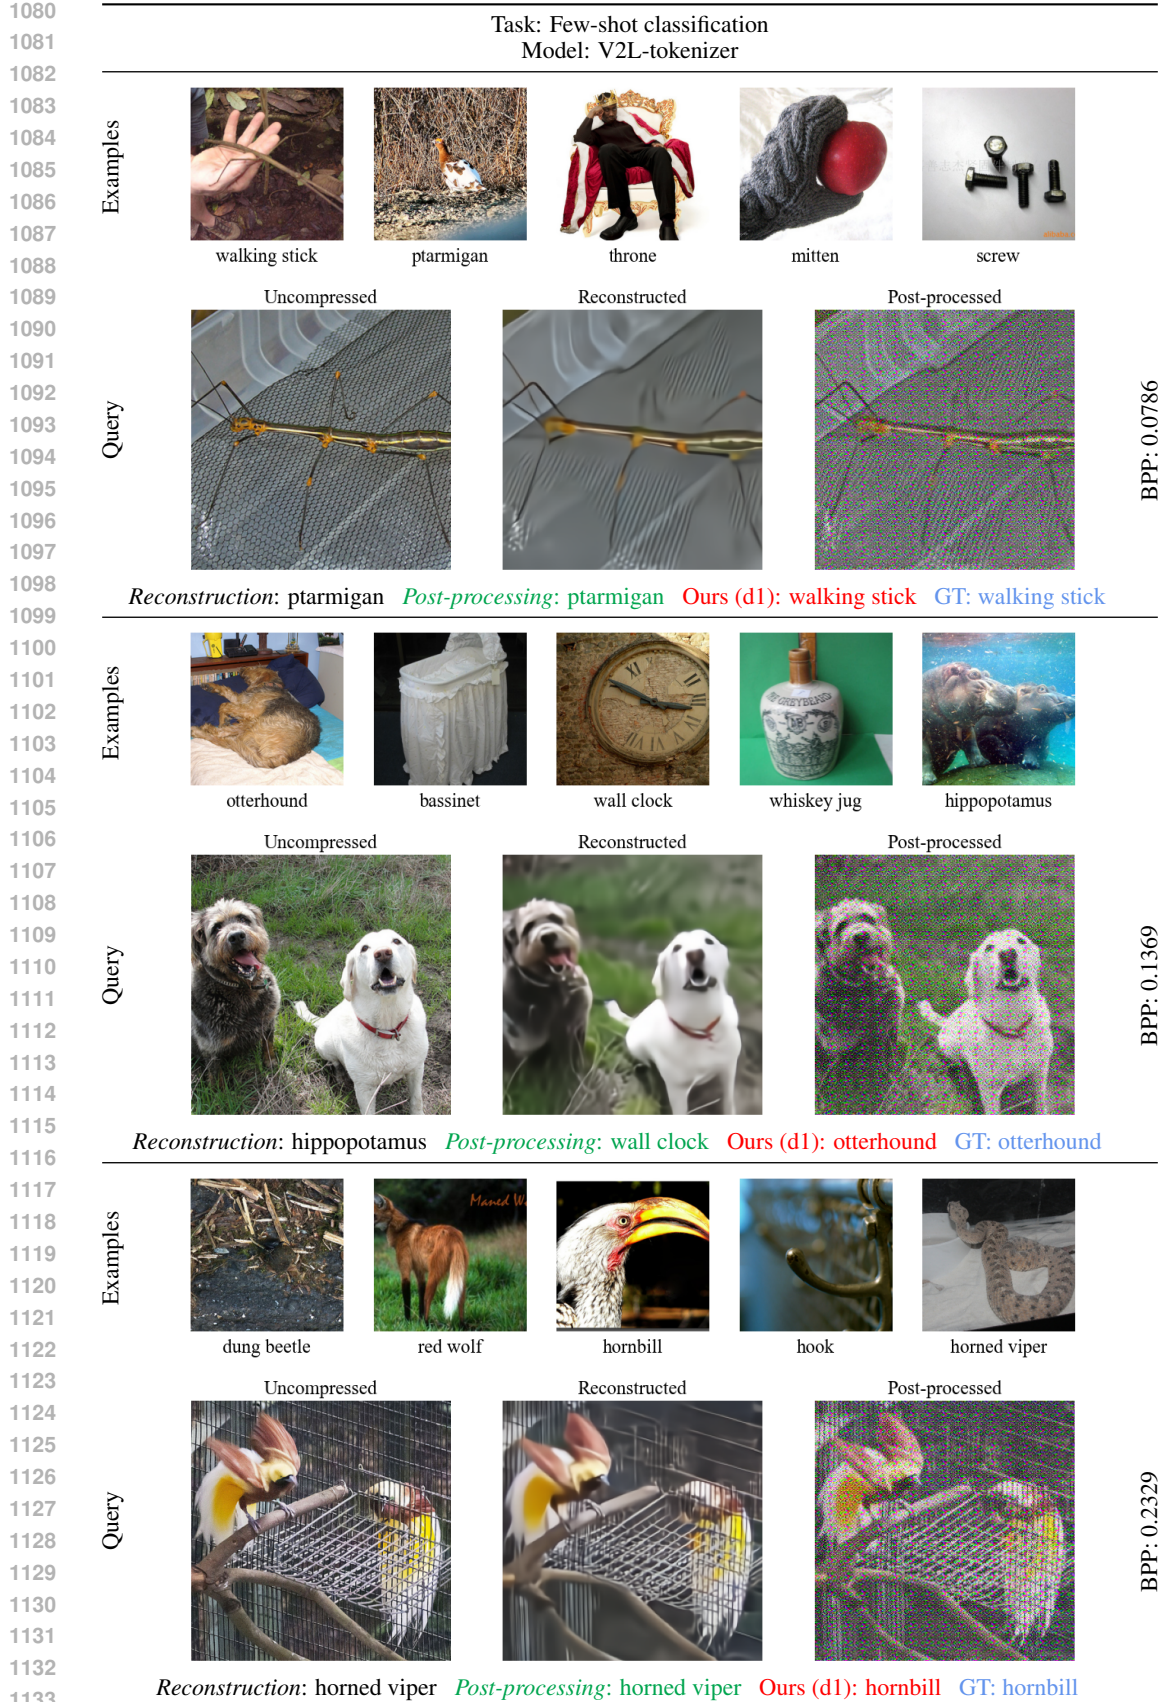 1080
1081
1082
1083
1084
1085
1086
1087
1088
1089
1090
1091
1092
1093
1094
1095
1096
1097
1098
1099
1100
1101
1102
1103
1104
1105
1106
1107
1108
1109
1110
1111
1112
1113
1114
1115
1116
1117
1118
1119
1120
1121
1122
1123
1124
1125
1126
1127
1128
1129
1130
1131
1132
1133
Task: Few-shot classification
Model: V2L-tokenizer
Examples
walking stick ptarmigan throne mitten screw
Uncompressed Reconstructed Post-processed
Query
BPP: 0.0786
Reconstruction: ptarmigan Post-processing: ptarmigan Ours (d1): walking stick GT: walking stick
Examples
otterhound bassinet wall clock whiskey jug hippopotamus
Uncompressed Reconstructed Post-processed
Query
BPP: 0.1369
Reconstruction: hippopotamus Post-processing: wall clock Ours (d1): otterhound GT: otterhound
Examples
Maned W
dung beetle red wolf hornbill hook horned viper
Uncompressed Reconstructed Post-processed
Query
BPP: 0.2329
Reconstruction: horned viper Post-processing: horned viper Ours (d1): hornbill GT: hornbill